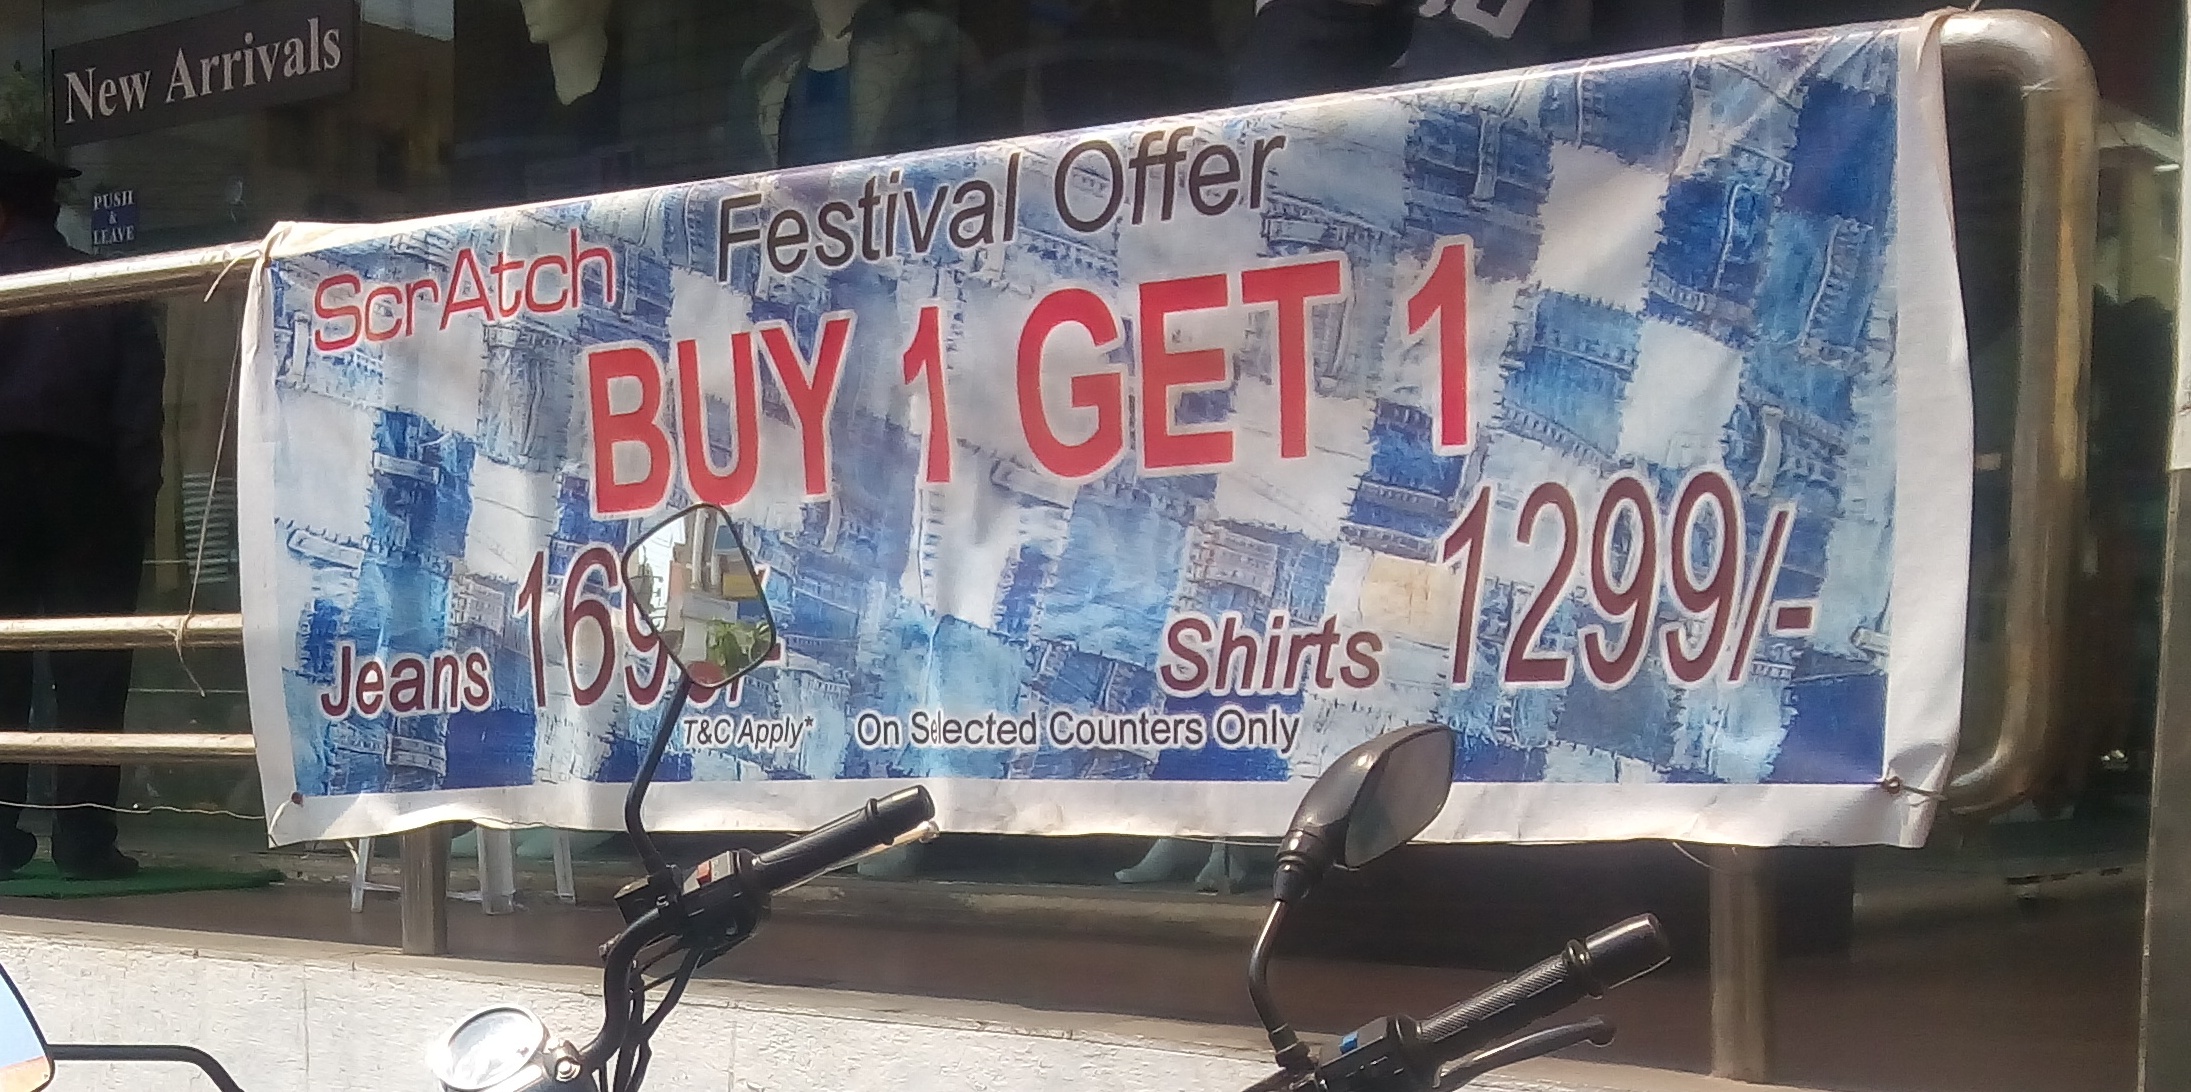 New Arrivals
PUSH
&
LEAVE
Festival Offer
ScrAtch
BUY 1 GET 1
Jeans
Shirts 1299/-
T&C Apply* On Selected Counters Only